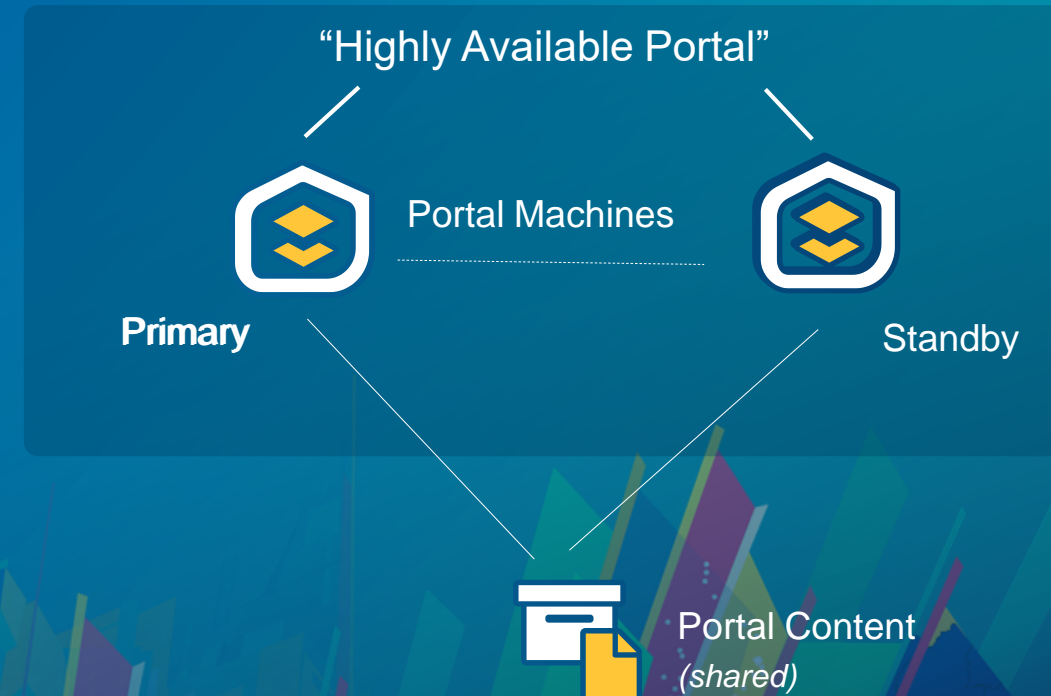 “Highly Available Portal”
Portal Machines
Primary
Standby
Portal Content
(shared)